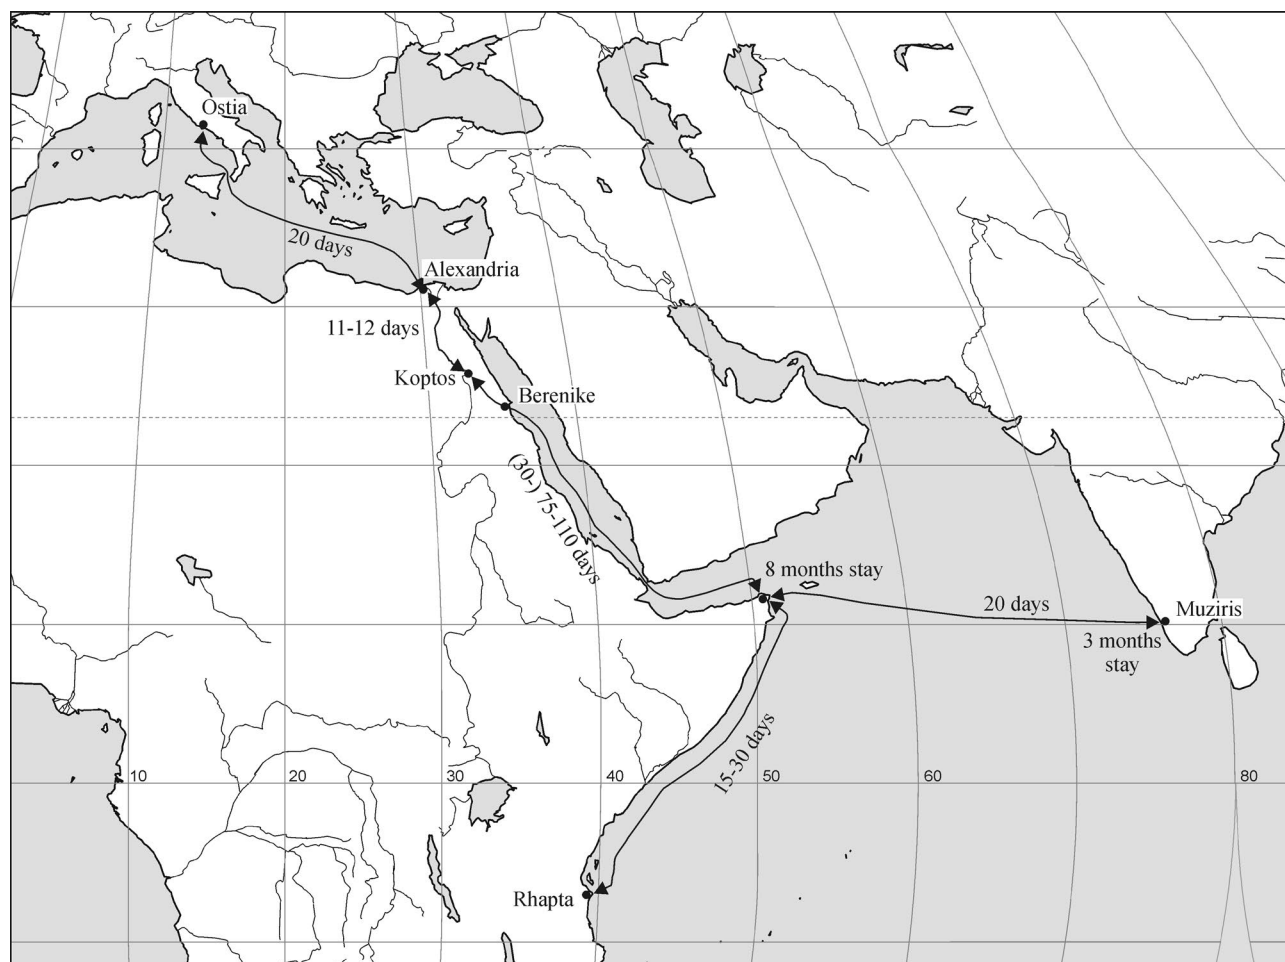 Ostia
20 days
Alexandria
11-12 days
Koptos
Berenike
(30-) 75-110 days
8 months stay
20 days
Muziris
3 months
stay
15-30 days
10
20
30
40
50
60
80
Rhapta